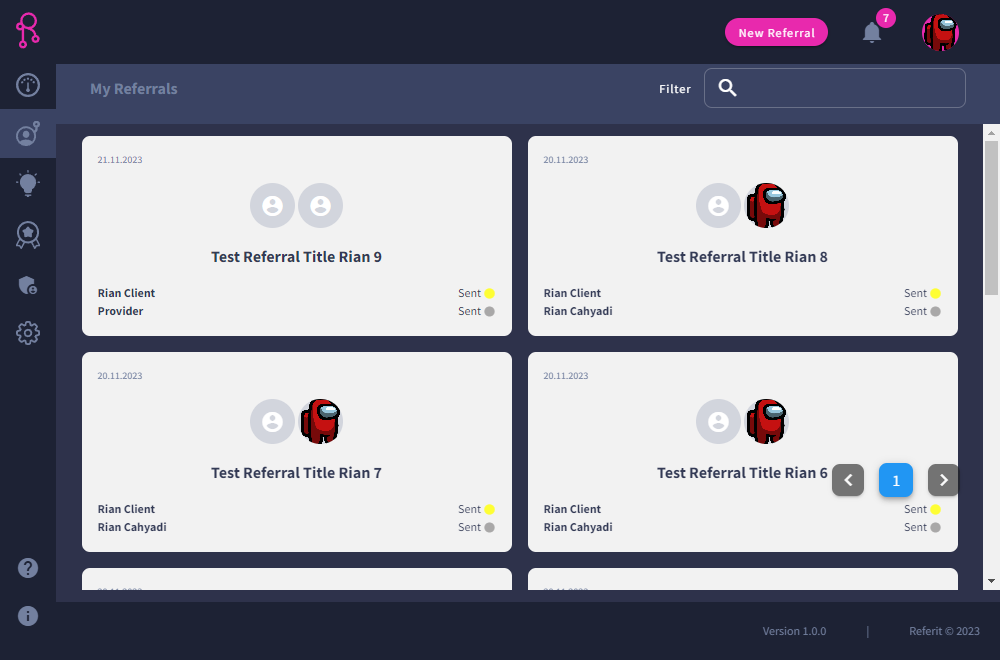 7
New Referral
My Referrals
Filter
21.11.2023
Test Referral Title Rian 9
Rian Client Sent
Provider Sent
20.11.2023
Test Referral Title Rian 8
Rian Client Sent
Rian Cahyadi Sent
20.11.2023
Test Referral Title Rian 7
Rian Client Sent
Rian Cahyadi Sent
20.11.2023
Test Referral Title Rian 6
1
Rian Client Sent
Rian Cahyadi Sent
Version 1.0.0 | Referit © 2023